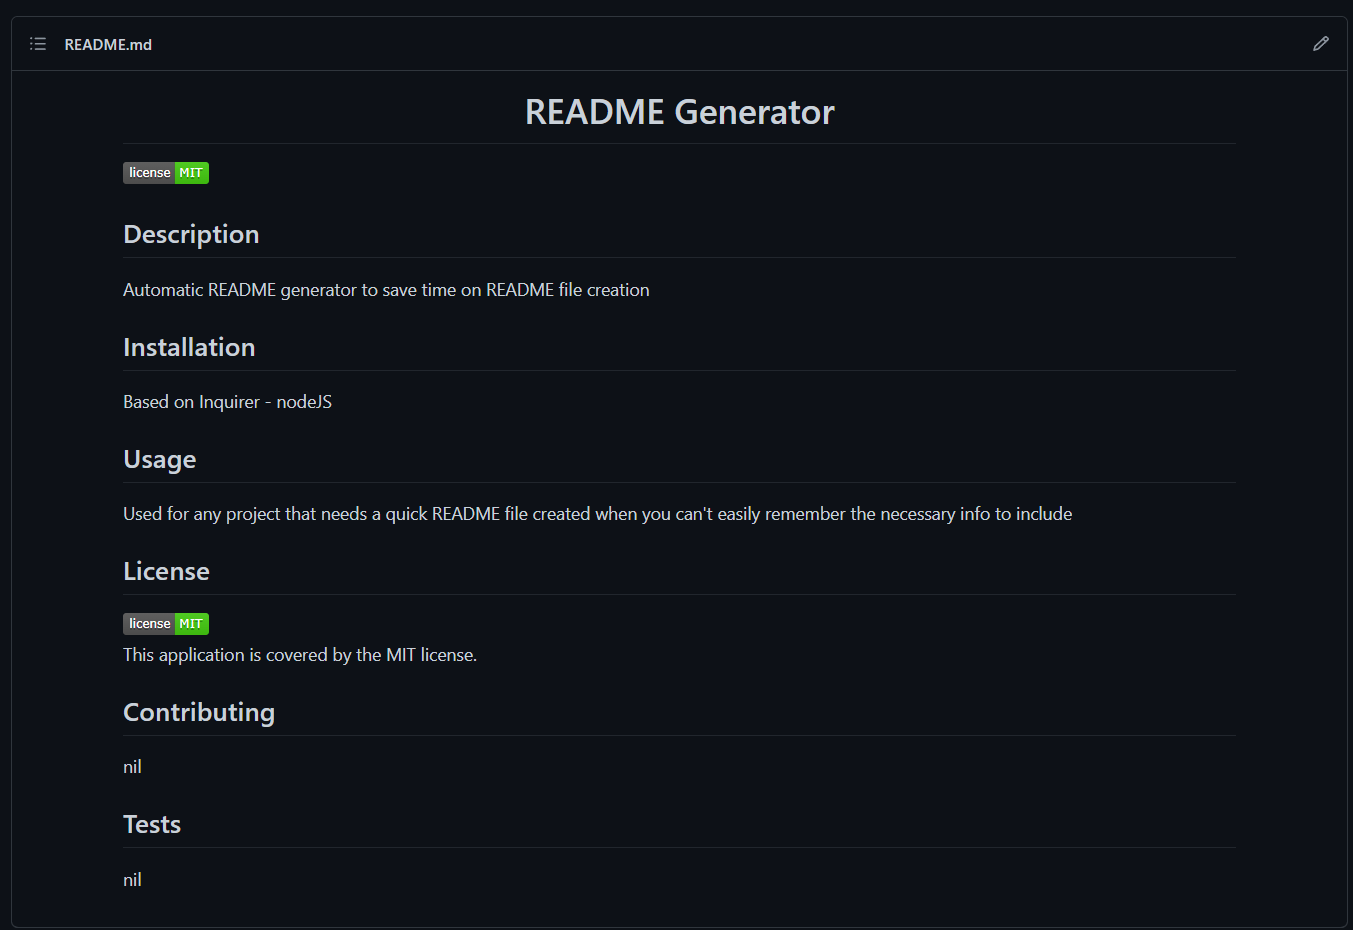 README.md
README Generator
license MIT
Description
Automatic README generator to save time on README file creation
Installation
Based on Inquirer - nodeJS
Usage
Used for any project that needs a quick README file created when you can't easily remember the necessary info to include
License
license MIT
This application is covered by the MIT license.
Contributing
nil
Tests
nil